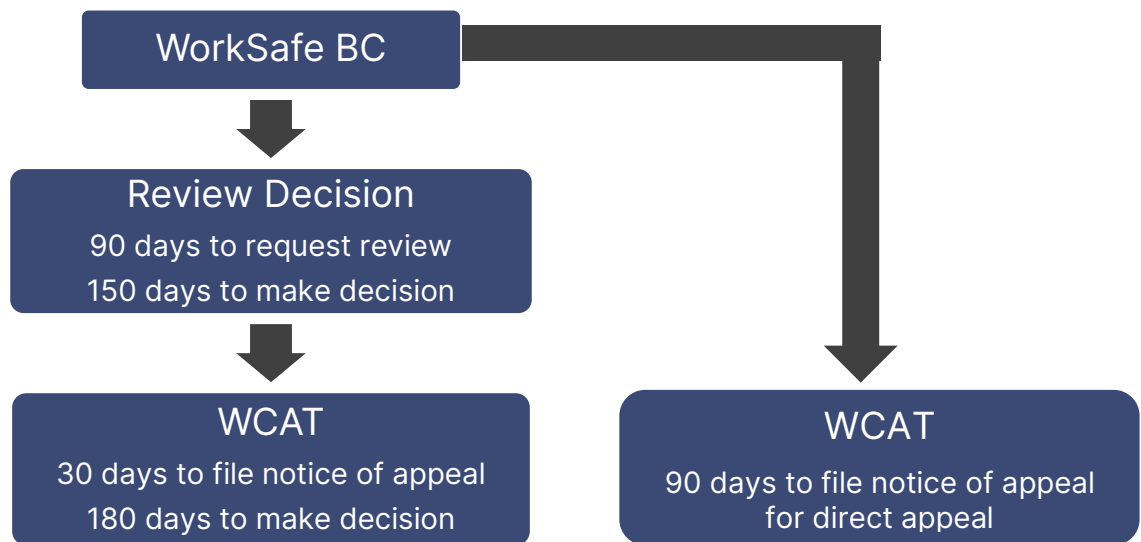 WorkSafe BC
Review Decision
90 days to request review
150 days to make decision
WCAT
30 days to file notice of appeal
180 days to make decision
WCAT
90 days to file notice of appeal
for direct appeal